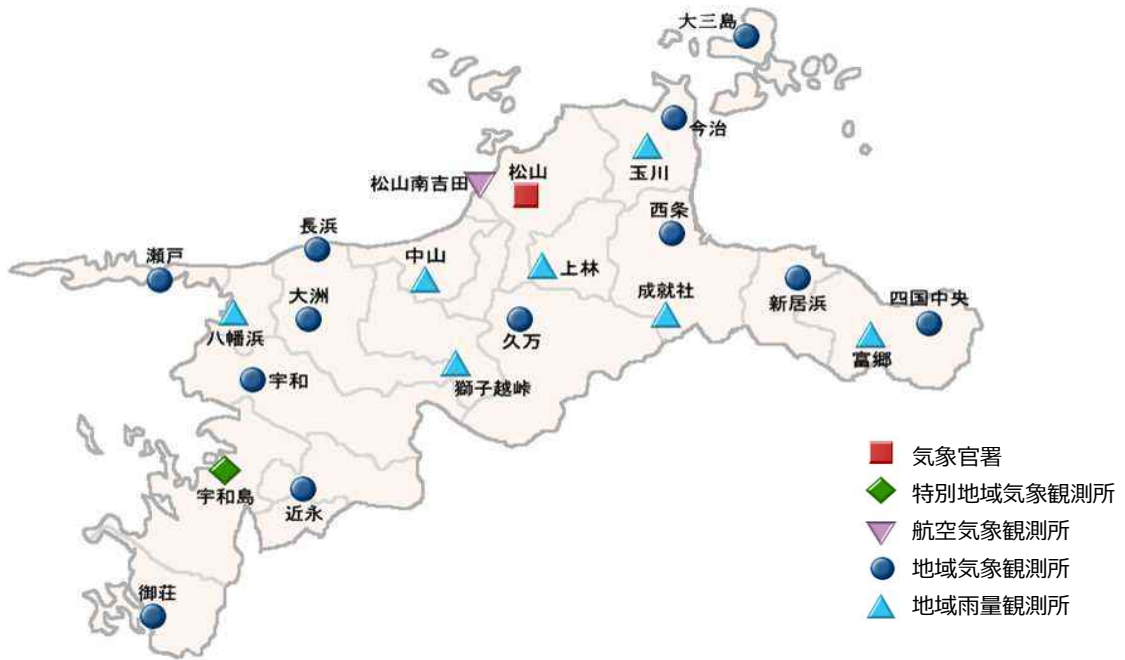 大三島
今治
玉川
松山
松山南吉田
西条
長浜
瀬戸
中山
上林
新居浜
成就社
大洲
四国中央
八幡浜
久万
富郷
宇和
獅子越峠
宇和島
近永
御荘
気象官署
特別地域気象観測所
航空気象観測所
地域気象観測所
地域雨量観測所